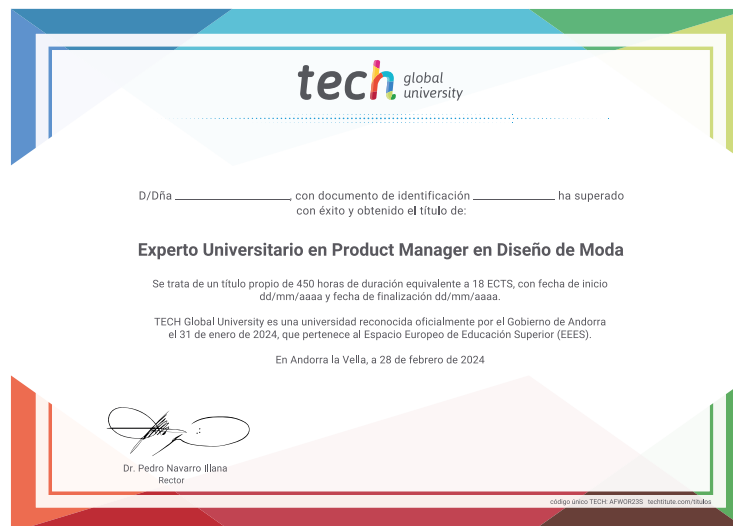 tech global university
D/Dña ____________________, con documento de identificación ______________ ha superado
con éxito y obtenido el título de:
Experto Universitario en Product Manager en Diseño de Moda
Se trata de un título propio de 450 horas de duración equivalente a 18 ECTS, con fecha de inicio
dd/mm/aaaa y fecha de finalización dd/mm/aaaa.
TECH Global University es una universidad reconocida oficialmente por el Gobierno de Andorra
el 31 de enero de 2024, que pertenece al Espacio Europeo de Educación Superior (EEES).
En Andorra la Vella, a 28 de febrero de 2024
Dr. Pedro Navarro Illana
Rector
código único TECH: AFWOR23S techtitute.com/titulos